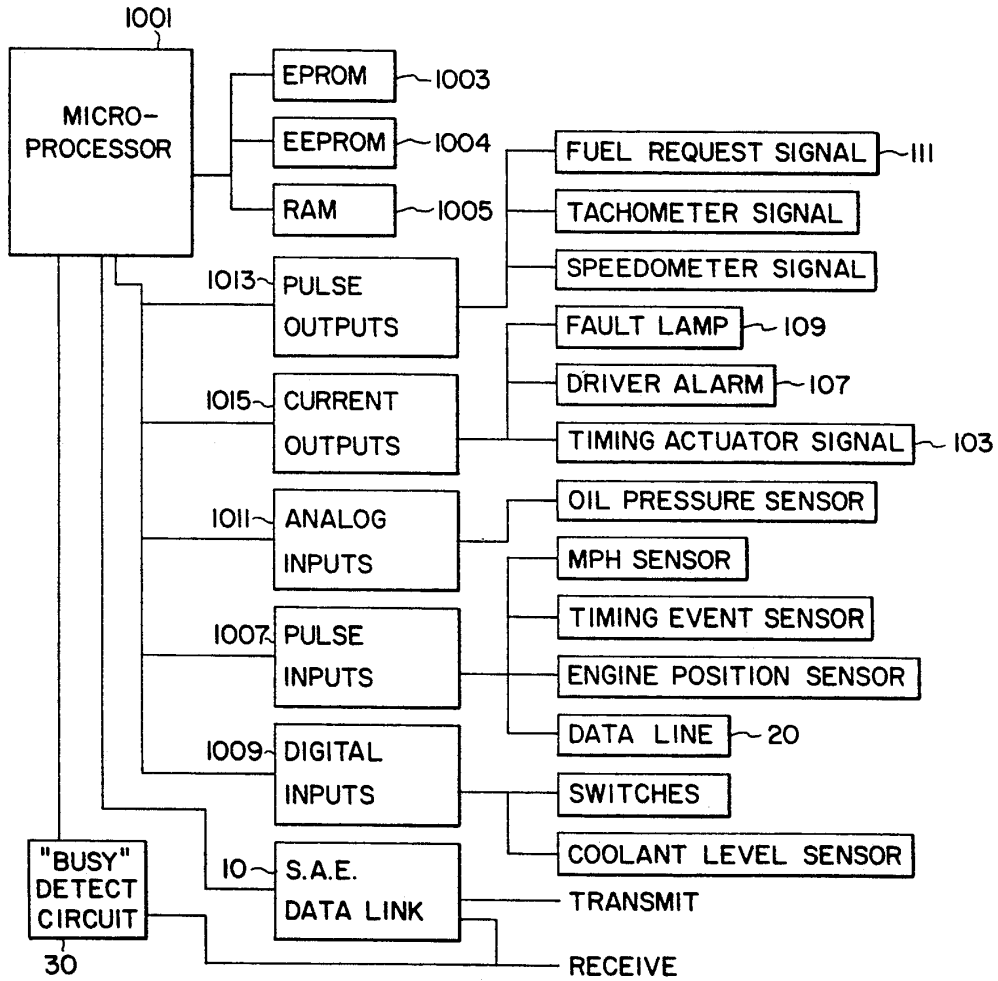 1001
MICRO-
PROCESSOR
EPROM
1003
EEPROM
1004
RAM
1005
1013
PULSE
OUTPUTS
FUEL REQUEST SIGNAL
111
TACHOMETER SIGNAL
SPEEDOMETER SIGNAL
1015
CURRENT
OUTPUTS
FAULT LAMP
109
DRIVER ALARM
107
TIMING ACTUATOR SIGNAL
103
1011
ANALOG
INPUTS
OIL PRESSURE SENSOR
1007
PULSE
INPUTS
MPH SENSOR
TIMING EVENT SENSOR
ENGINE POSITION SENSOR
DATA LINE
20
1009
DIGITAL
INPUTS
SWITCHES
COOLANT LEVEL SENSOR
"BUSY"
DETECT
CIRCUIT
30
10
S.A.E.
DATA LINK
TRANSMIT
RECEIVE